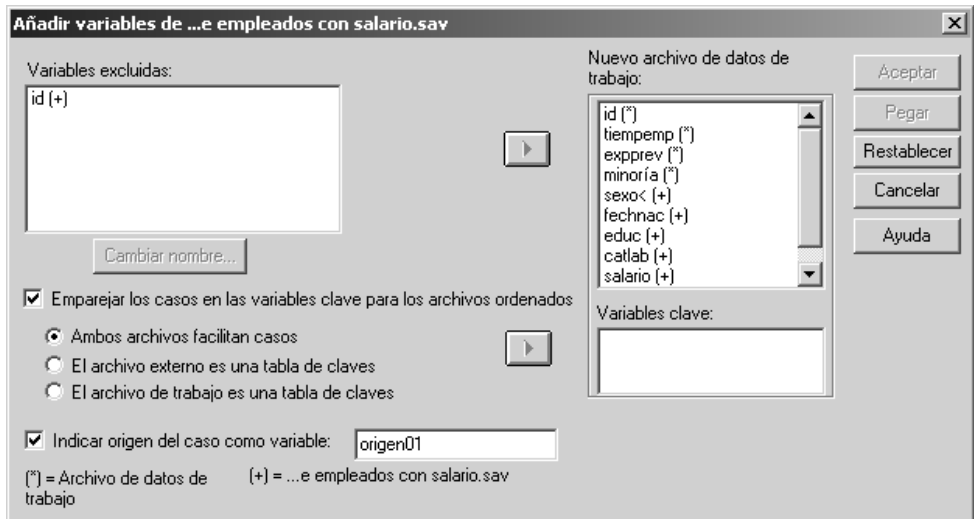 Añadir variables de ...e empleados con salario.sav
Variables excluidas:
id (+)
Cambiar nombre...
Emparejar los casos en las variables clave para los archivos ordenados
Ambos archivos facilitan casos
El archivo externo es una tabla de claves
El archivo de trabajo es una tabla de claves
Indicar origen del caso como variable:
origen01
(*) = Archivo de datos de
trabajo
(+) = ...e empleados con salario.sav
Nuevo archivo de datos de
trabajo:
id (*)
tiempemp (*)
expprev (*)
minoría (*)
sexo< (+)
fechnac (+)
educ (+)
catlab (+)
salario (+)
Variables clave:
Aceptar
Pegar
Restablecer
Cancelar
Ayuda